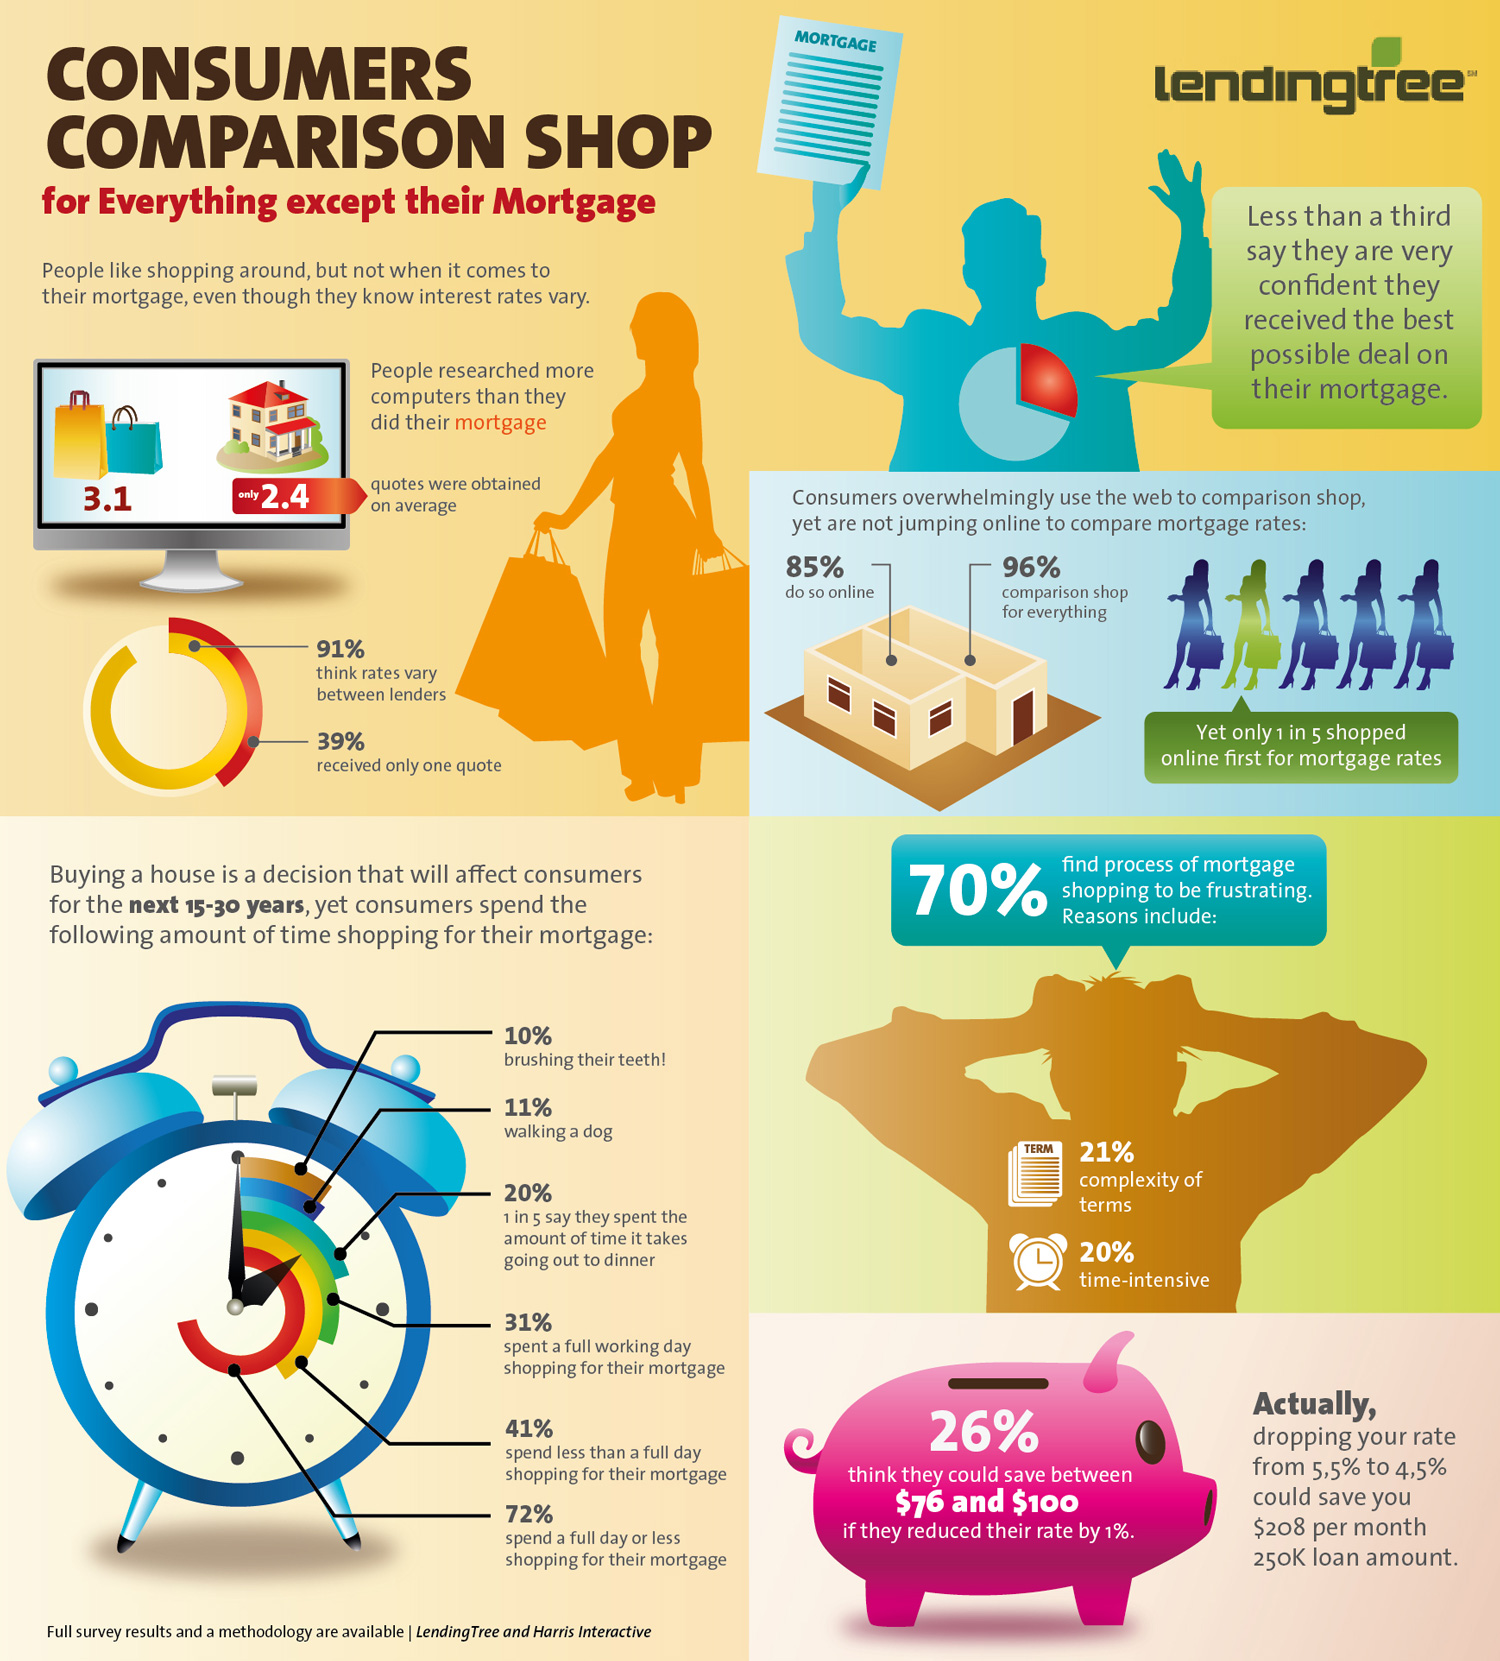 CONSUMERS
COMPARISON SHOP
for Everything except their Mortgage
People like shopping around, but not when it comes to
their mortgage, even though they know interest rates vary.
People researched more
computers than they
did their mortgage
3.1
only 2.4
quotes were obtained
on average
91%
think rates vary
between lenders
39%
received only one quote
MORTGAGE
lendingtree SM
Less than a third
say they are very
confident they
received the best
possible deal on
their mortgage.
Consumers overwhelmingly use the web to comparison shop,
yet are not jumping online to compare mortgage rates:
85%
do so online
96%
comparison shop
for everything
Yet only 1 in 5 shopped
online first for mortgage rates
Buying a house is a decision that will affect consumers
for the next 15-30 years, yet consumers spend the
following amount of time shopping for their mortgage:
10%
brushing their teeth!
11%
walking a dog
20%
1 in 5 say they spent the
amount of time it takes
going out to dinner
31%
spent a full working day
shopping for their mortgage
41%
spend less than a full day
shopping for their mortgage
72%
spend a full day or less
shopping for their mortgage
Full survey results and a methodology are available | LendingTree and Harris Interactive
70%
find process of mortgage
shopping to be frustrating.
Reasons include:
TERM
21%
complexity of
terms
20%
time-intensive
26%
think they could save between
$76 and $100
if they reduced their rate by 1%.
Actually,
dropping your rate
from 5,5% to 4,5%
could save you
$208 per month
250K loan amount.